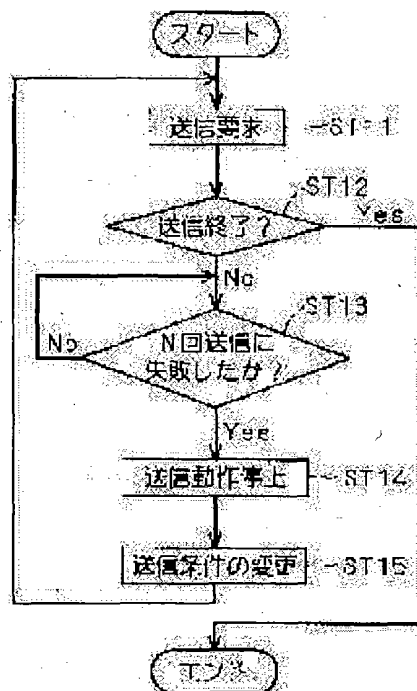 スタート
送信要求
ST11
ST12
送信終了?
Yes
No
ST13
N回送信に
失敗したか?
No
Yes
送信動作停止
ST14
送信条件の変更
ST15
エンド